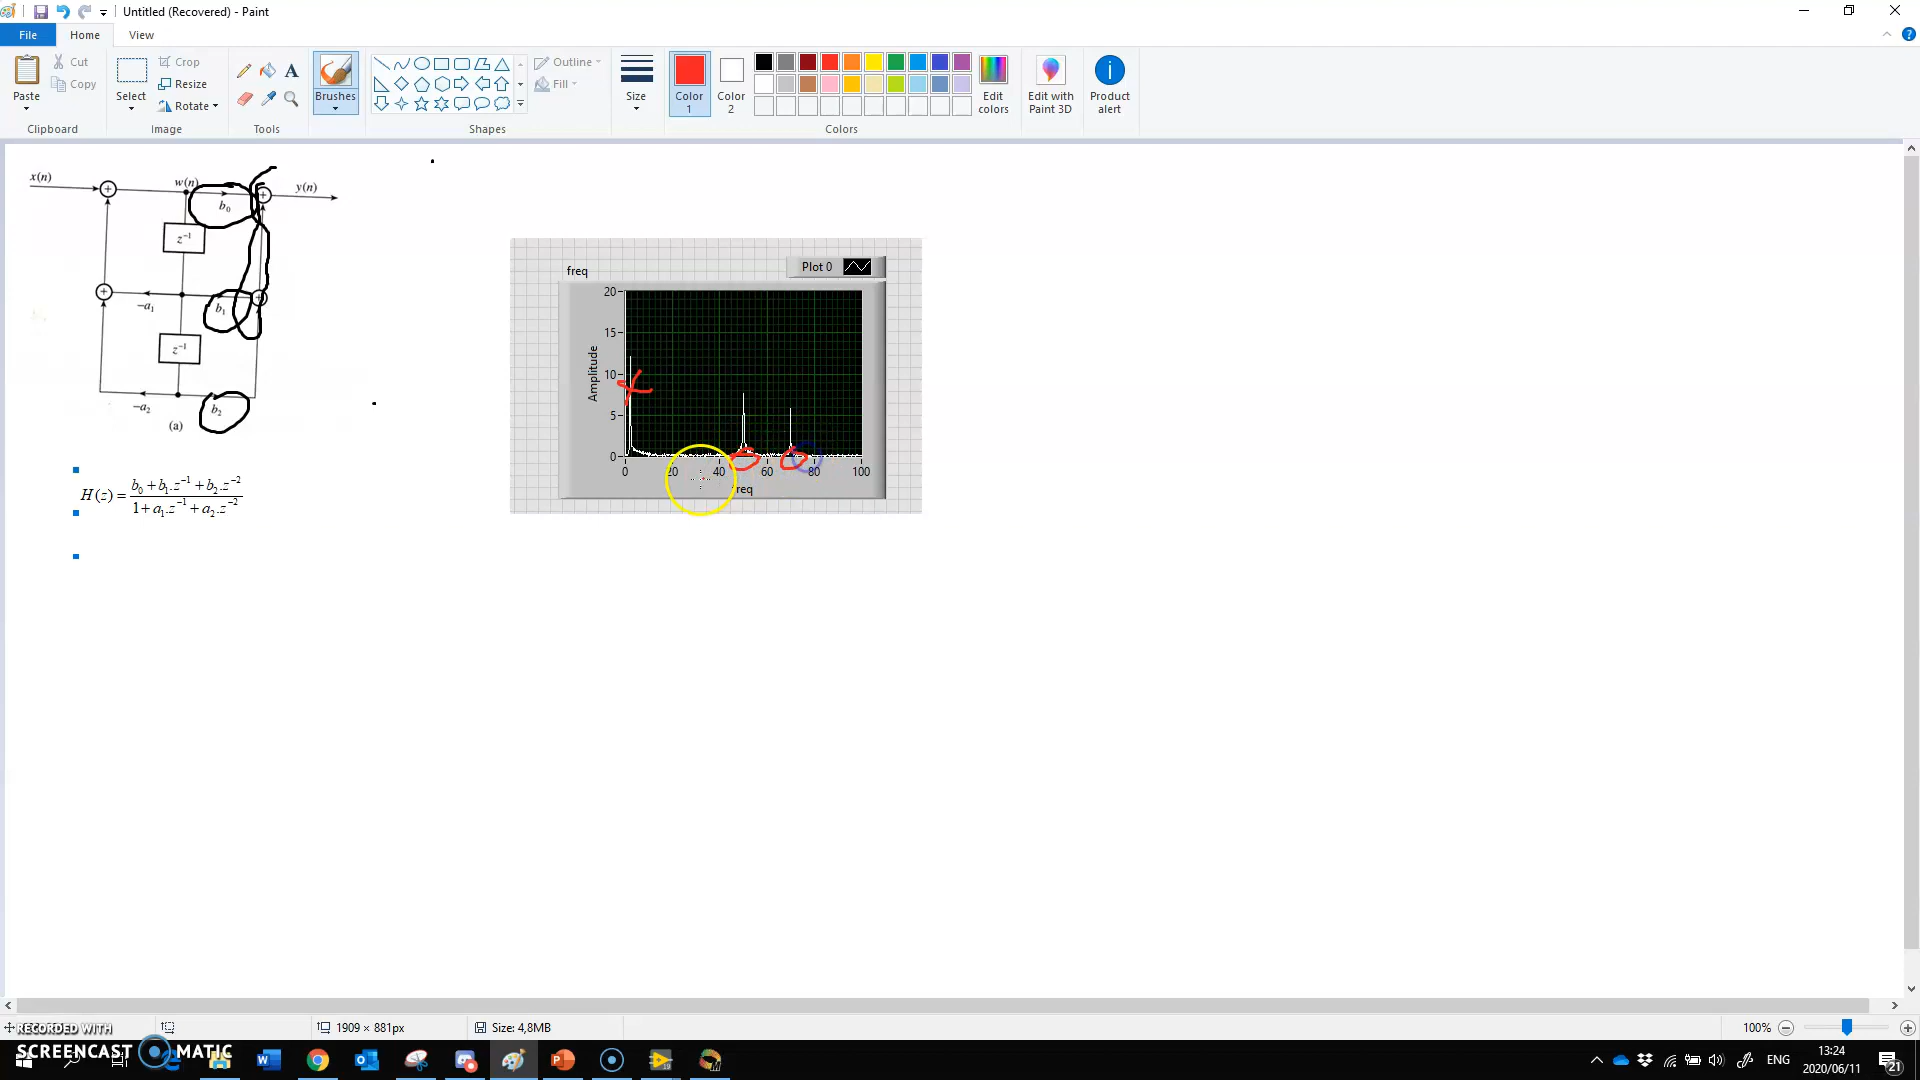 Untitled (Recovered) - Paint
File Home View
Paste
Cut
Copy
Clipboard
Select
Crop
Resize
Rotate
Image
A
Tools
Brushes
Outline
Fill
Shapes
Size
Color 1
Color 2
Edit colors
Colors
Edit with Paint 3D
Product alert
x(n)
w(n)
y(n)
b0
z−1
−a1
b1
z−1
−a2
b2
(a)
H(z) = (b0 + b1.z−1 + b2.z−2) / (1 + a1.z−1 + a2.z−2)
freq
Plot 0
Amplitude
20
15
10
5
0
0 20 40 60 80 100
freq
1909 × 881px
Size: 4,8MB
100%
RECORDED WITH
SCREENCAST MATIC
ENG
13:24
2020/06/11
21